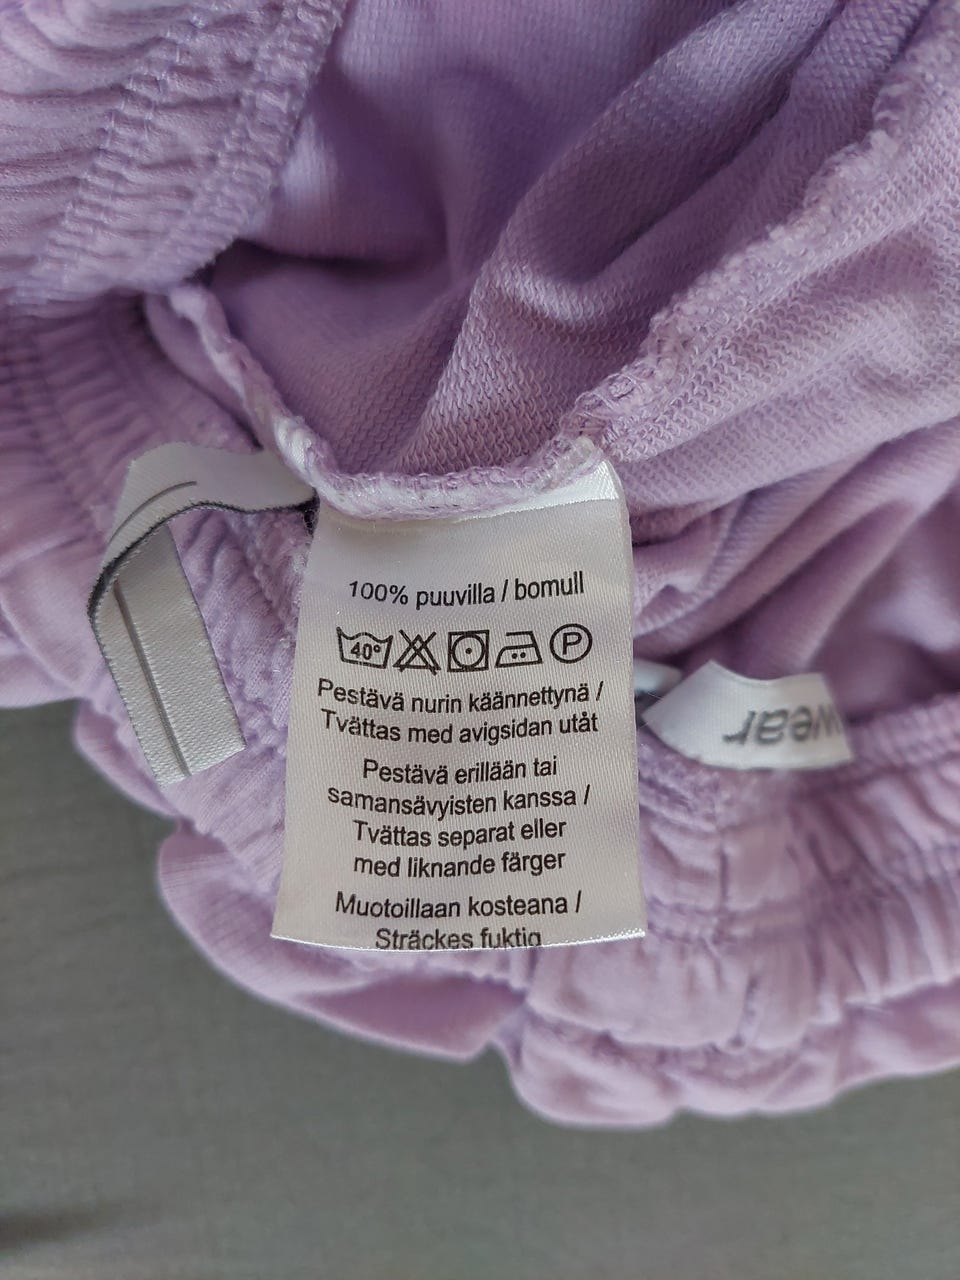 100% puuvilla / bomull
40° P
Pestävä nurin käännettynä /
Tvättas med avigsidan utåt
Pestävä erillään tai
samansävyisten kanssa /
Tvättas separat eller
med liknande färger
Muotoillaan kosteana /
Sträckes fuktig
wear